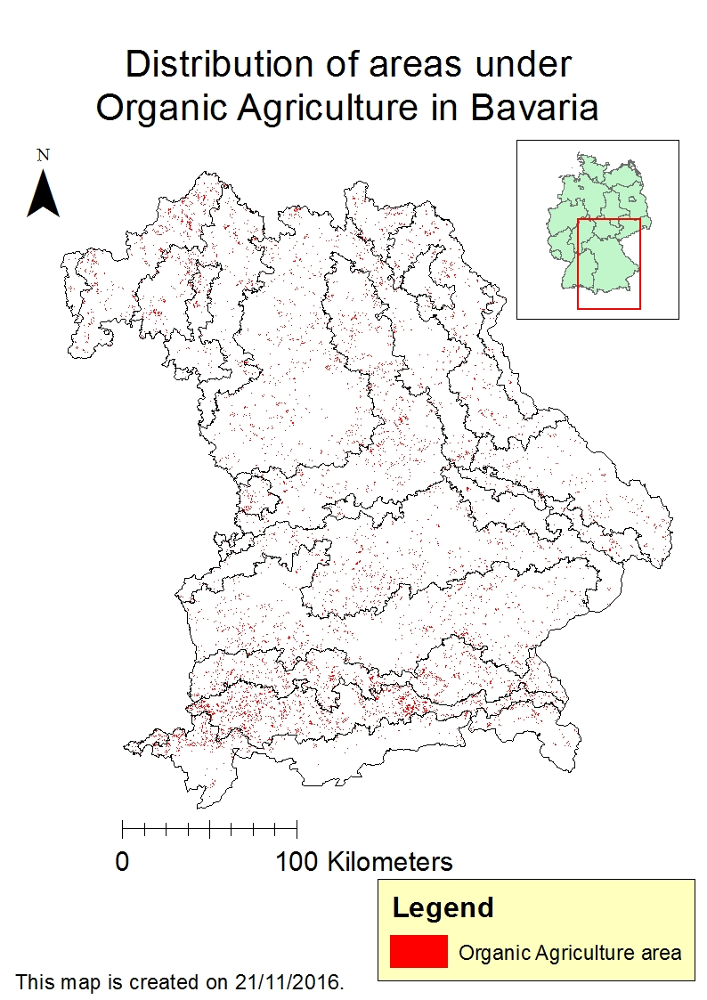 Distribution of areas under
Organic Agriculture in Bavaria
N
0 100 Kilometers
Legend
Organic Agriculture area
This map is created on 21/11/2016.